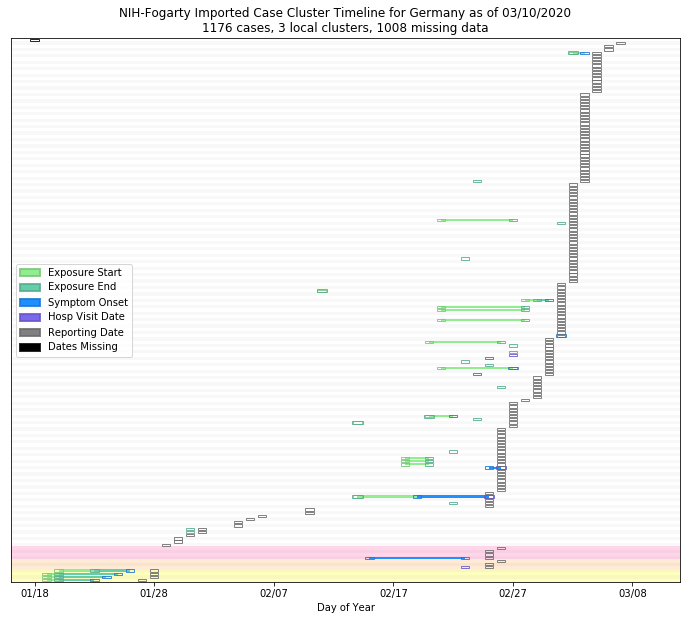 NIH-Fogarty Imported Case Cluster Timeline for Germany as of 03/10/2020
1176 cases, 3 local clusters, 1008 missing data
Exposure Start
Exposure End
Symptom Onset
Hosp Visit Date
Reporting Date
Dates Missing
01/18 01/28 02/07 02/17 02/27 03/08
Day of Year